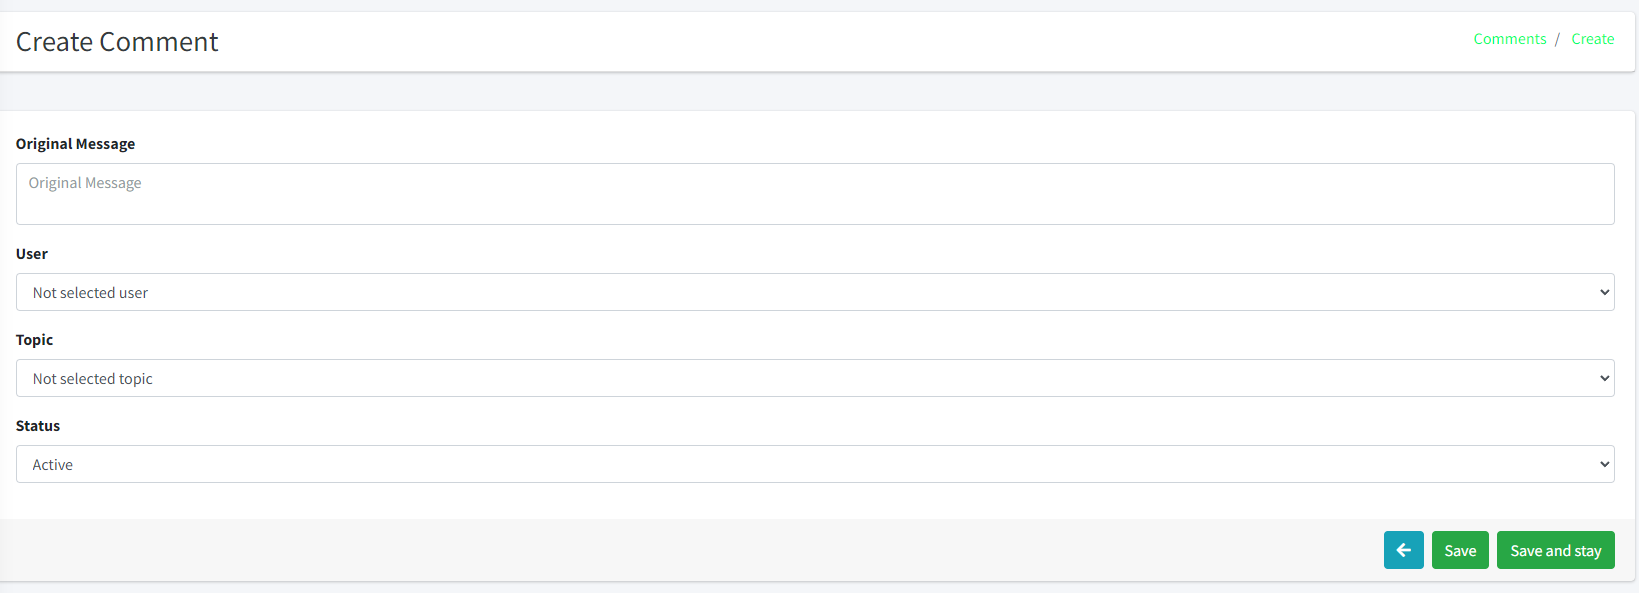 Create Comment
Comments / Create
Original Message
Original Message
User
Not selected user
Topic
Not selected topic
Status
Active
Save
Save and stay